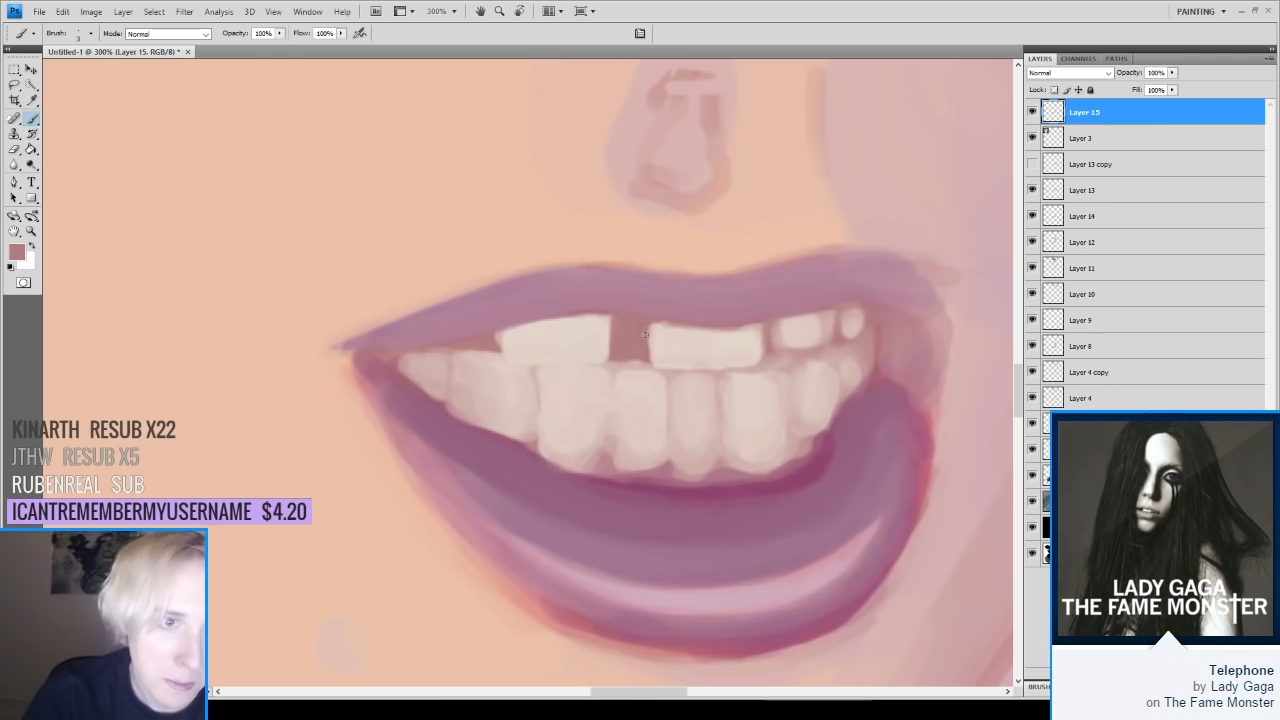 Ps File Edit Image Layer Select Filter Analysis 3D View Window Help 300% PAINTING
Brush: 3 Mode: Normal Opacity: 100% Flow: 100%
Untitled-1 @ 300% (Layer 15, RGB/8) *
LAYERS CHANNELS PATHS
Normal Opacity: 100%
Lock: Fill: 100%
Layer 15
Layer 3
Layer 13 copy
Layer 13
Layer 14
Layer 12
Layer 11
Layer 10
Layer 9
Layer 8
Layer 4 copy
Layer 4
KINARTH RESUB X22
JTHW RESUB X5
RUBENREAL SUB
ICANTREMEMBERMYUSERNAME $4.20
LADY GAGA
THE FAME MONSTER
BRUSH
Telephone
by Lady Gaga
on The Fame Monster